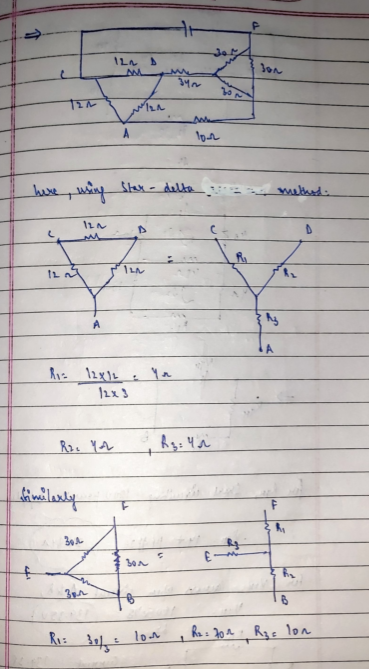 ⇒
F
12Ω
D
30Ω
C
34Ω
30Ω
30Ω
12Ω
12Ω
A
10Ω
here, using Star-delta method:
12Ω
C
D
C
D
12Ω
12Ω
=
R1
R2
R3
A
A
R1 = 12×12 / 12×3 = 4Ω
R2 = 4Ω , R3 = 4Ω
Similarly
F
F
30Ω
30Ω
=
R3
R1
E
E
30Ω
R2
B
B
R1 = 30/3 = 10Ω , R2 = 10Ω , R3 = 10Ω